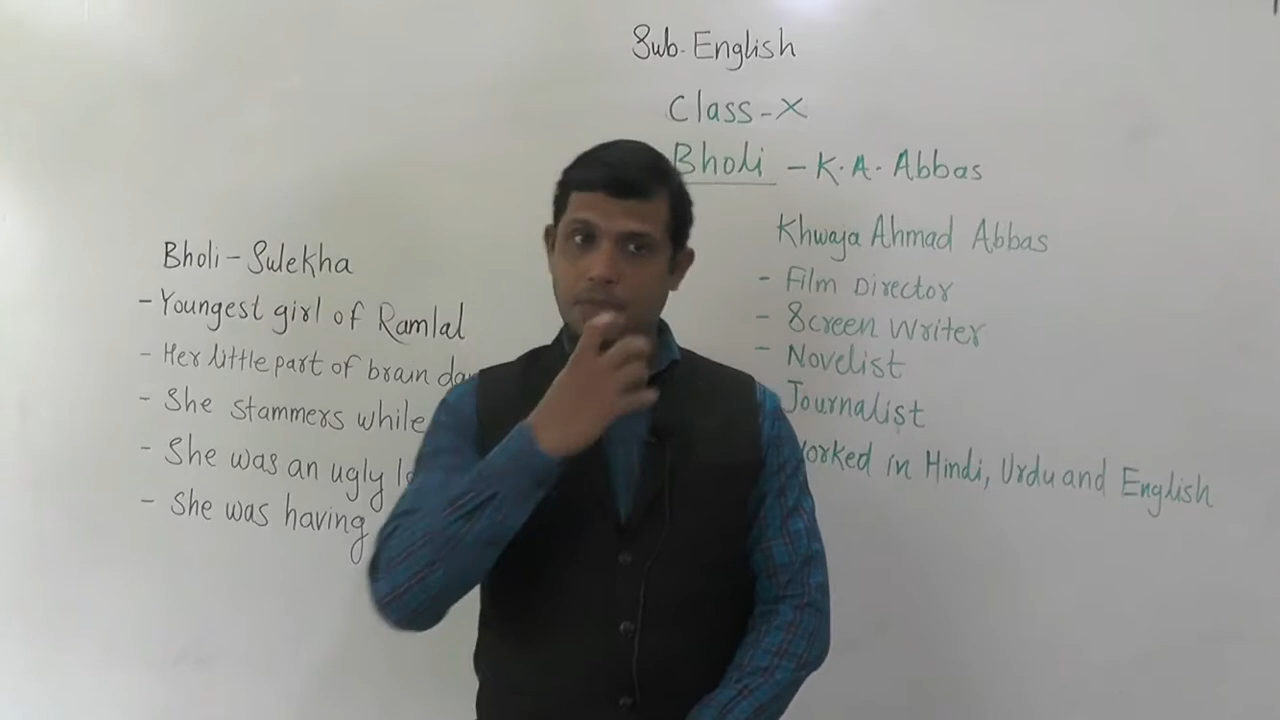 Sub. English
Class - X
Bholi - K. A. Abbas
Khwaja Ahmad Abbas
- Film Director
- Screen Writer
- Novelist
Journalist
in Hindi, Urdu and English
Bholi - Sulekha
- Youngest girl of Ramlal
- Her little part of brain
- She stammers while
- She was an ugly
- She was having